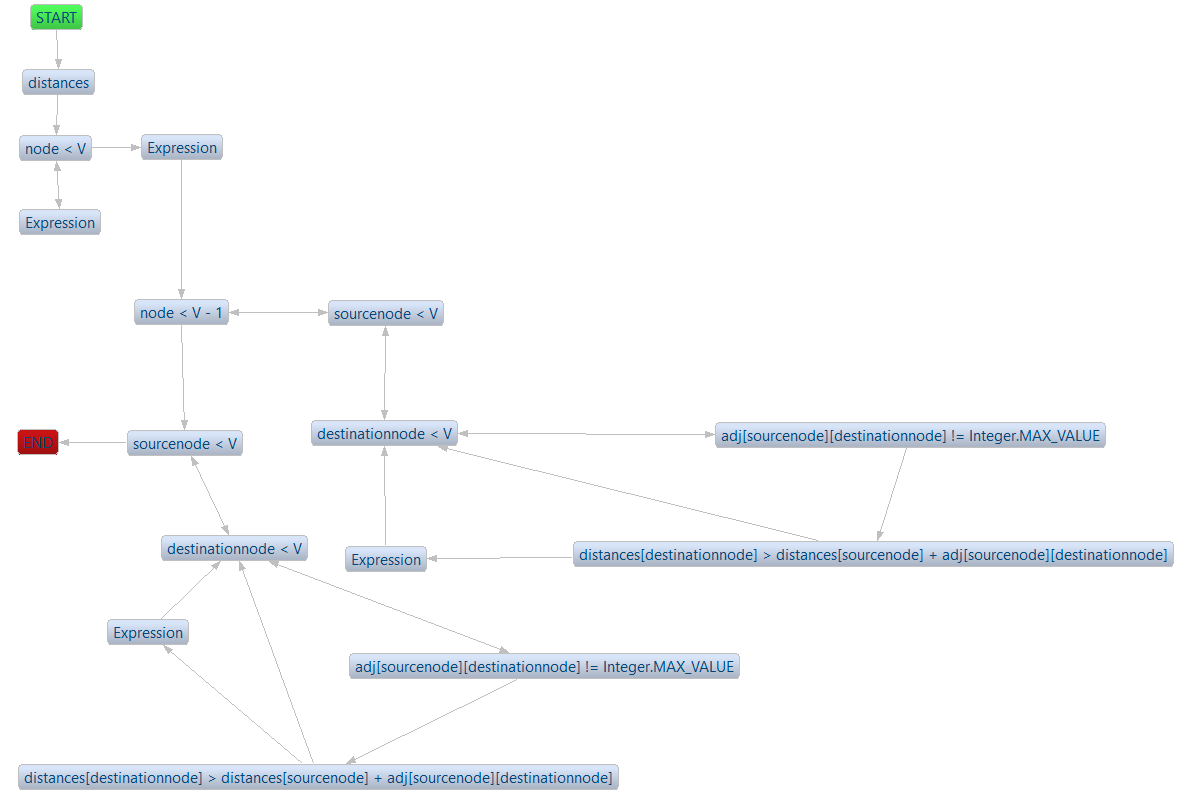 START
distances
node < V
Expression
Expression
node < V - 1
sourcenode < V
END
sourcenode < V
destinationnode < V
adj[sourcenode][destinationnode] != Integer.MAX_VALUE
destinationnode < V
Expression
distances[destinationnode] > distances[sourcenode] + adj[sourcenode][destinationnode]
Expression
adj[sourcenode][destinationnode] != Integer.MAX_VALUE
distances[destinationnode] > distances[sourcenode] + adj[sourcenode][destinationnode]